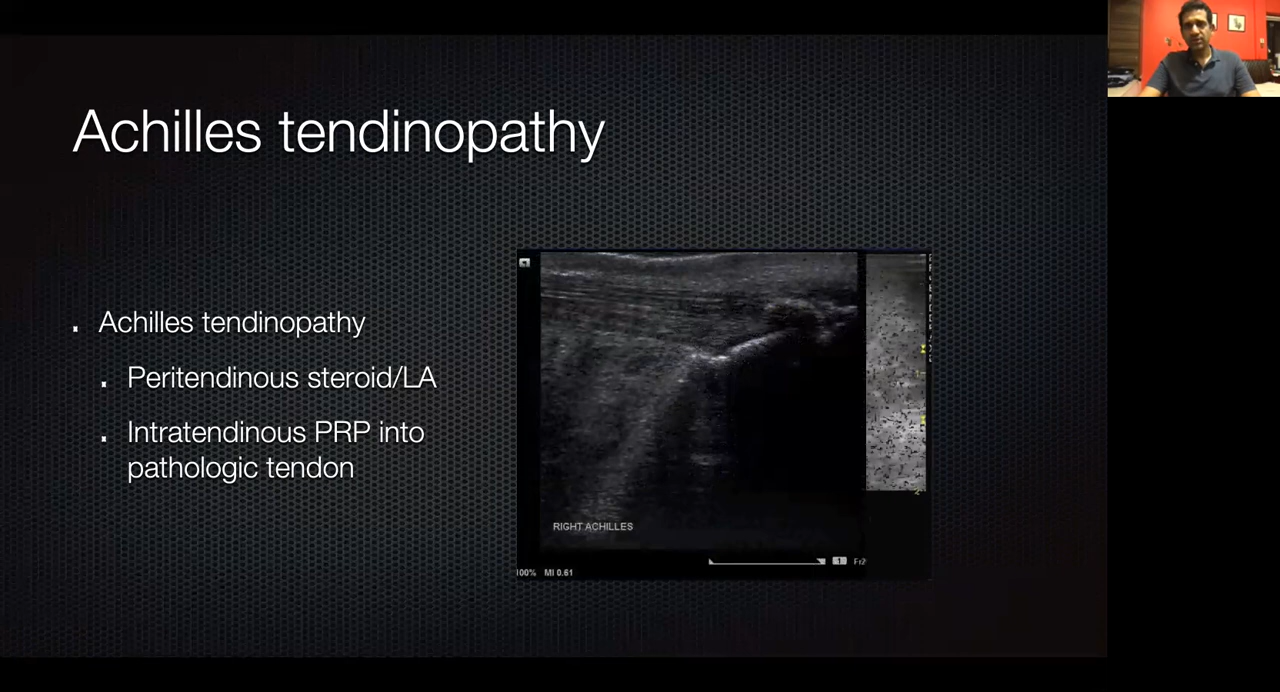 Achilles tendinopathy
Achilles tendinopathy
Peritendinous steroid/LA
Intratendinous PRP into
pathologic tendon
RIGHT ACHILLES
1
Fr2
MI 0.61